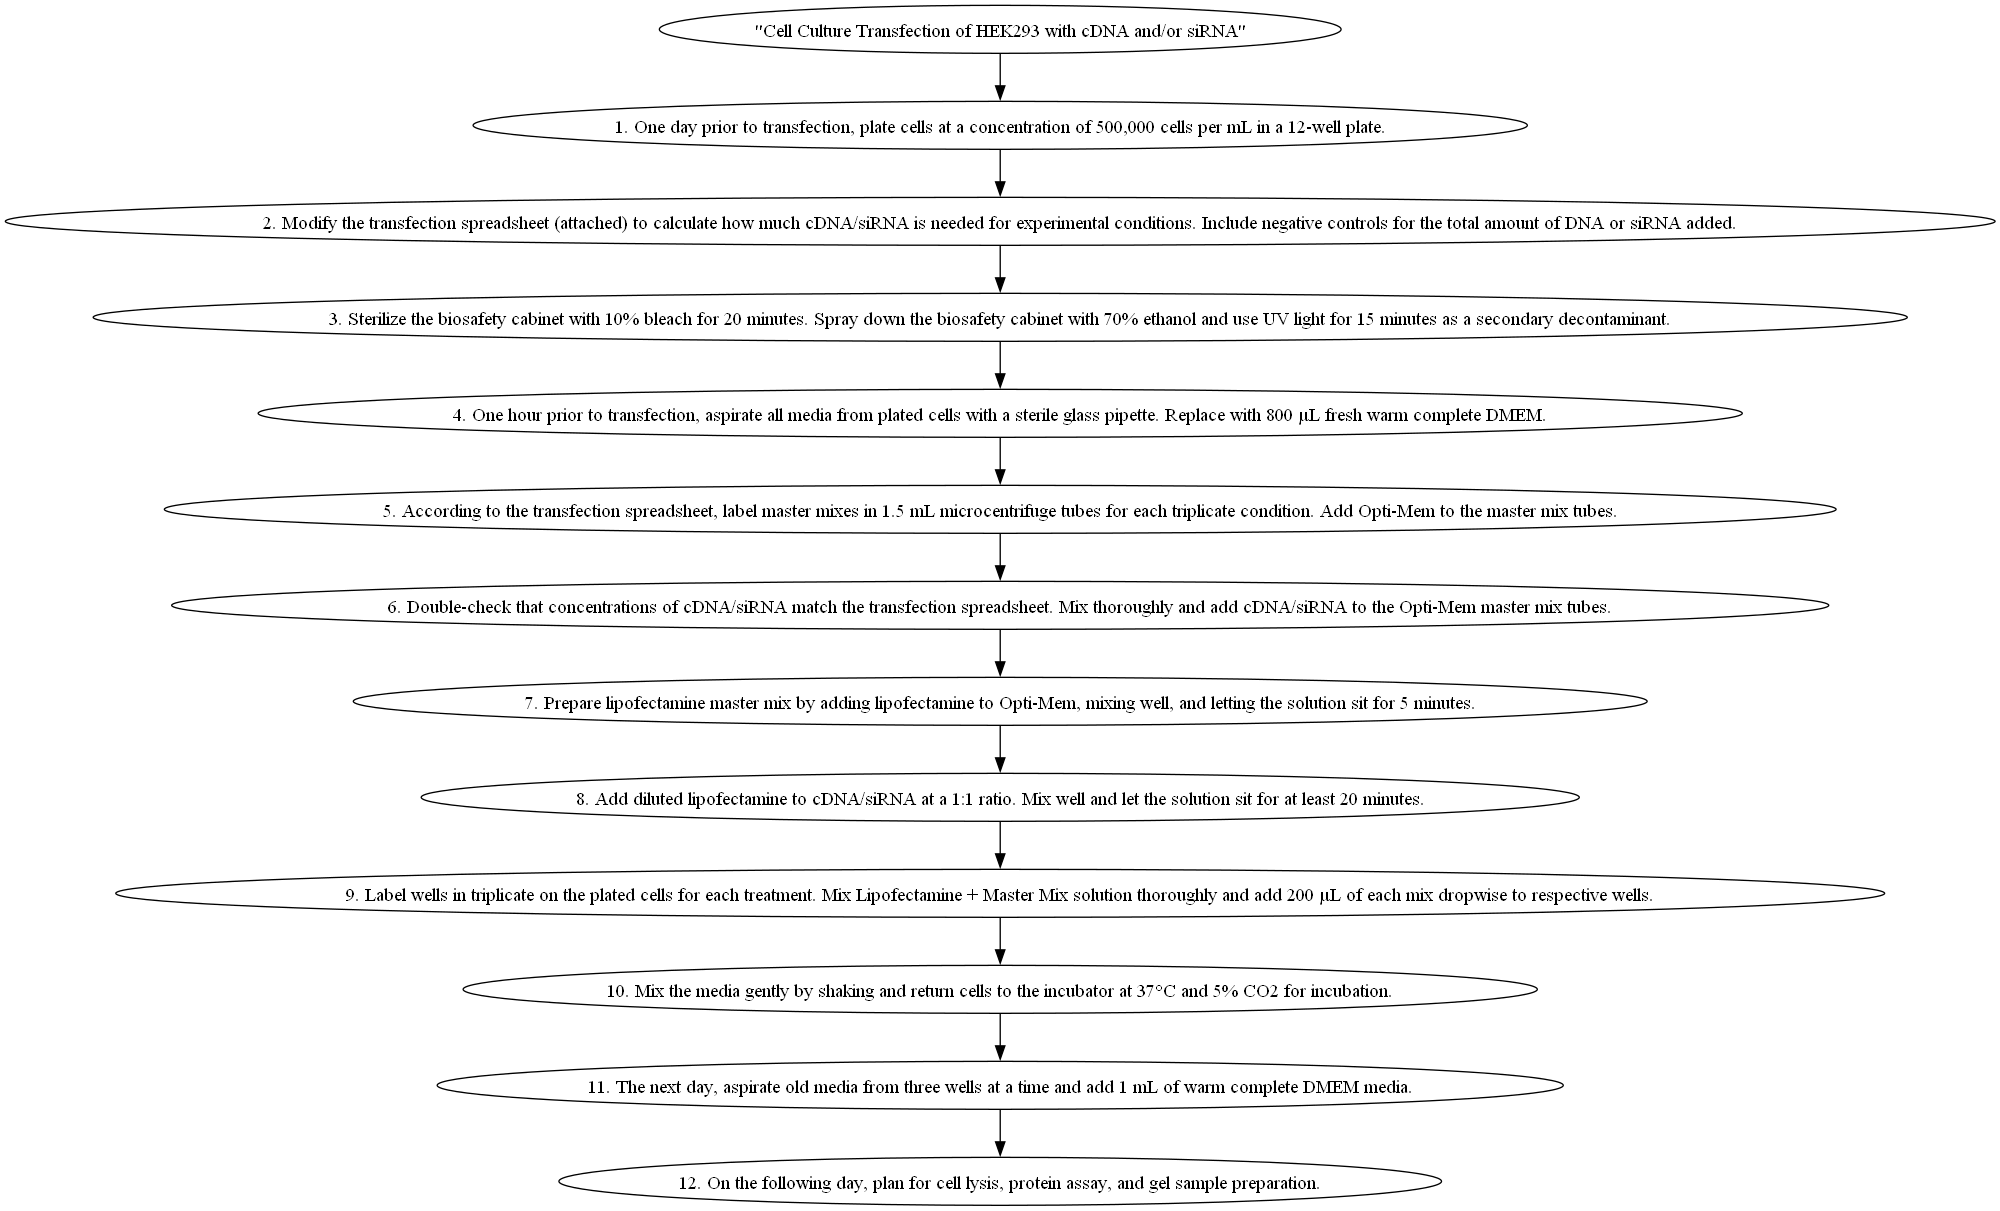 "Cell Culture Transfection of HEK293 with cDNA and/or siRNA"
1. One day prior to transfection, plate cells at a concentration of 500,000 cells per mL in a 12-well plate.
2. Modify the transfection spreadsheet (attached) to calculate how much cDNA/siRNA is needed for experimental conditions. Include negative controls for the total amount of DNA or siRNA added.
3. Sterilize the biosafety cabinet with 10% bleach for 20 minutes. Spray down the biosafety cabinet with 70% ethanol and use UV light for 15 minutes as a secondary decontaminant.
4. One hour prior to transfection, aspirate all media from plated cells with a sterile glass pipette. Replace with 800 µL fresh warm complete DMEM.
5. According to the transfection spreadsheet, label master mixes in 1.5 mL microcentrifuge tubes for each triplicate condition. Add Opti-Mem to the master mix tubes.
6. Double-check that concentrations of cDNA/siRNA match the transfection spreadsheet. Mix thoroughly and add cDNA/siRNA to the Opti-Mem master mix tubes.
7. Prepare lipofectamine master mix by adding lipofectamine to Opti-Mem, mixing well, and letting the solution sit for 5 minutes.
8. Add diluted lipofectamine to cDNA/siRNA at a 1:1 ratio. Mix well and let the solution sit for at least 20 minutes.
9. Label wells in triplicate on the plated cells for each treatment. Mix Lipofectamine + Master Mix solution thoroughly and add 200 µL of each mix dropwise to respective wells.
10. Mix the media gently by shaking and return cells to the incubator at 37°C and 5% CO2 for incubation.
11. The next day, aspirate old media from three wells at a time and add 1 mL of warm complete DMEM media.
12. On the following day, plan for cell lysis, protein assay, and gel sample preparation.